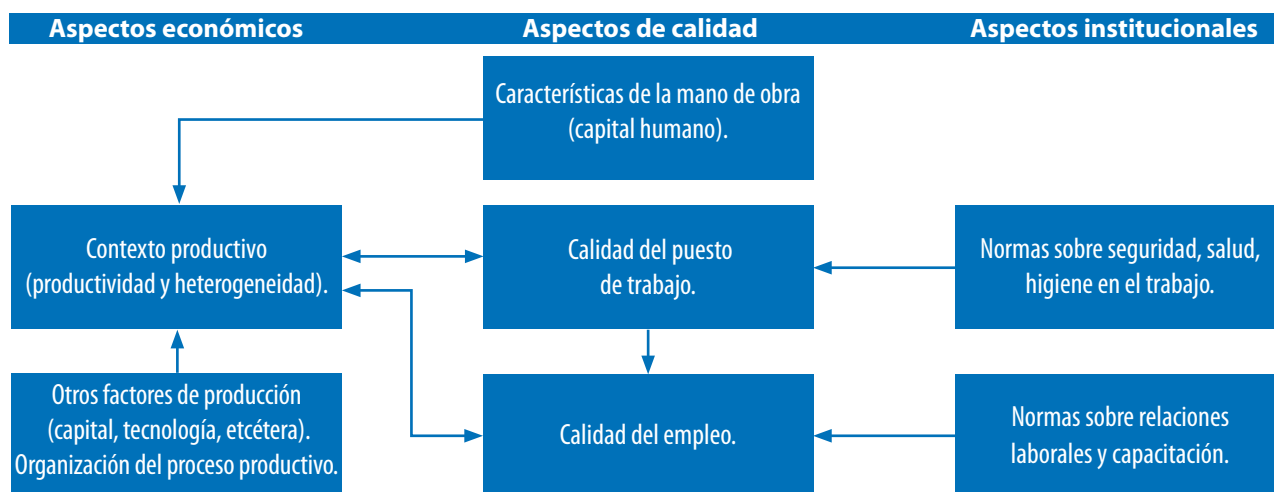 Aspectos económicos
Aspectos de calidad
Aspectos institucionales
Características de la mano de obra
(capital humano).
Contexto productivo
(productividad y heterogeneidad).
Calidad del puesto
de trabajo.
Normas sobre seguridad, salud,
higiene en el trabajo.
Otros factores de producción
(capital, tecnología, etcétera).
Organización del proceso productivo.
Calidad del empleo.
Normas sobre relaciones
laborales y capacitación.